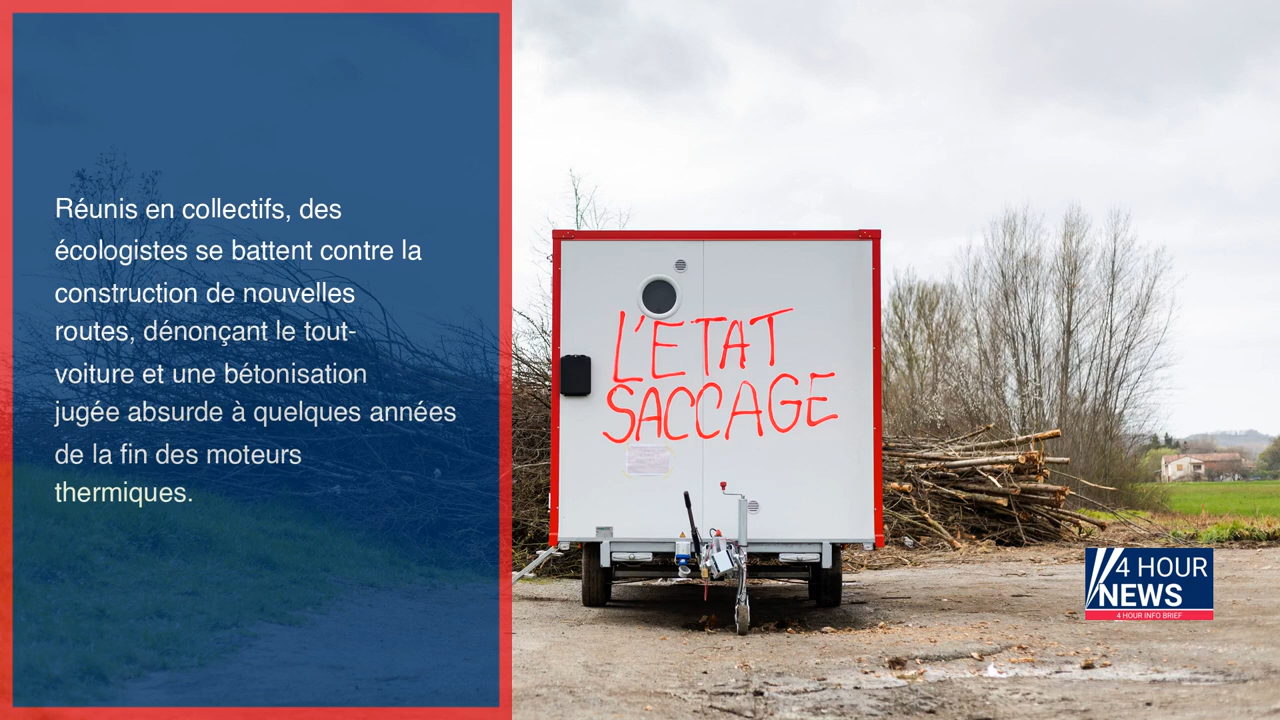 Réunis en collectifs, des
écologistes se battent contre la
construction de nouvelles
routes, dénonçant le tout-
voiture et une bétonisation
jugée absurde à quelques années
de la fin des moteurs
thermiques.
L'ETAT
SACCAGE
4 HOUR
NEWS
4 HOUR INFO BRIEF